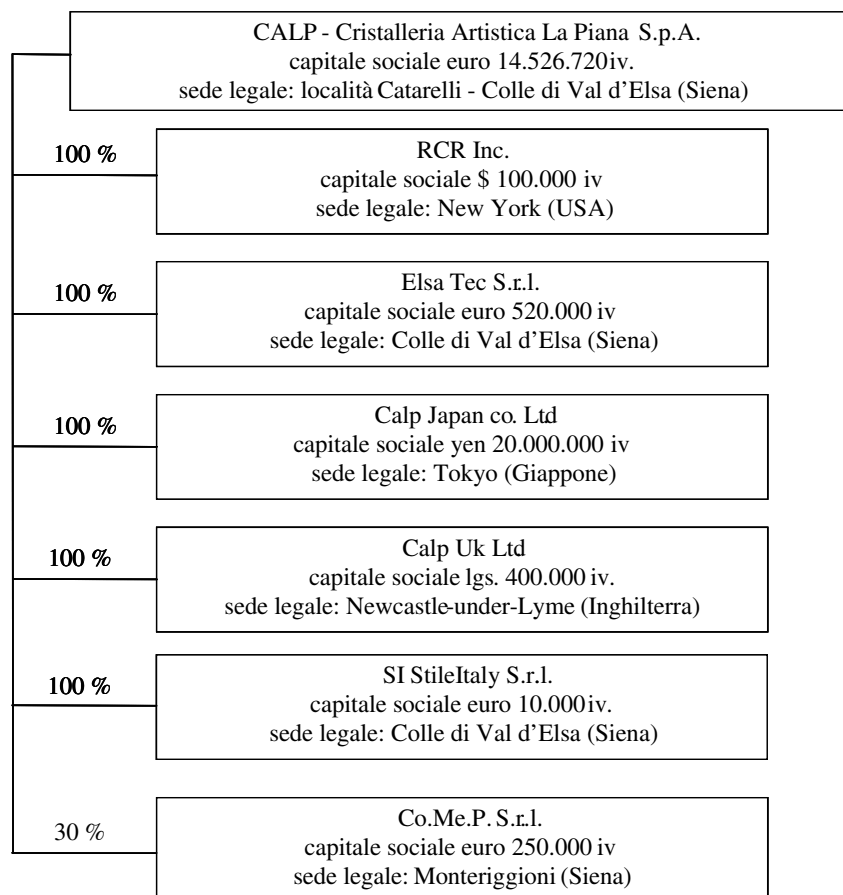 CALP - Cristalleria Artistica La Piana S.p.A.
capitale sociale euro 14.526.720 iv.
sede legale: località Catarelli - Colle di Val d'Elsa (Siena)
100 %
RCR Inc.
capitale sociale $ 100.000 iv
sede legale: New York (USA)
100 %
Elsa Tec S.r.l.
capitale sociale euro 520.000 iv
sede legale: Colle di Val d'Elsa (Siena)
100 %
Calp Japan co. Ltd
capitale sociale yen 20.000.000 iv
sede legale: Tokyo (Giappone)
100 %
Calp Uk Ltd
capitale sociale lgs. 400.000 iv.
sede legale: Newcastle-under-Lyme (Inghilterra)
100 %
SI StileItaly S.r.l.
capitale sociale euro 10.000 iv.
sede legale: Colle di Val d'Elsa (Siena)
30 %
Co.Me.P. S.r.l.
capitale sociale euro 250.000 iv
sede legale: Monteriggioni (Siena)